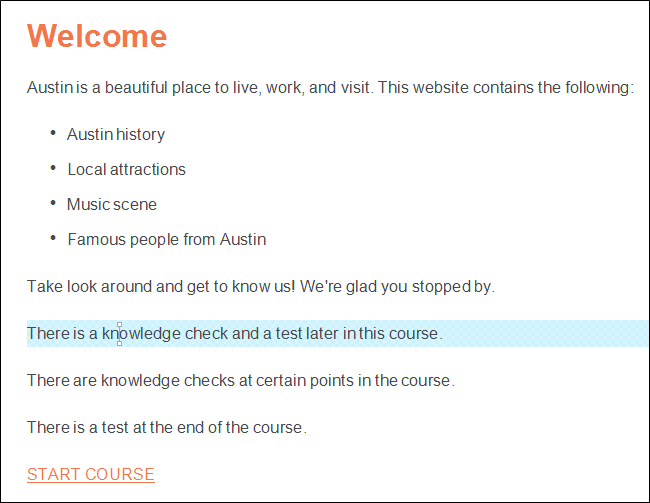 Welcome
Austin is a beautiful place to live, work, and visit. This website contains the following:
• Austin history
• Local attractions
• Music scene
• Famous people from Austin
Take look around and get to know us! We're glad you stopped by.
There is a knowledge check and a test later in this course.
There are knowledge checks at certain points in the course.
There is a test at the end of the course.
START COURSE